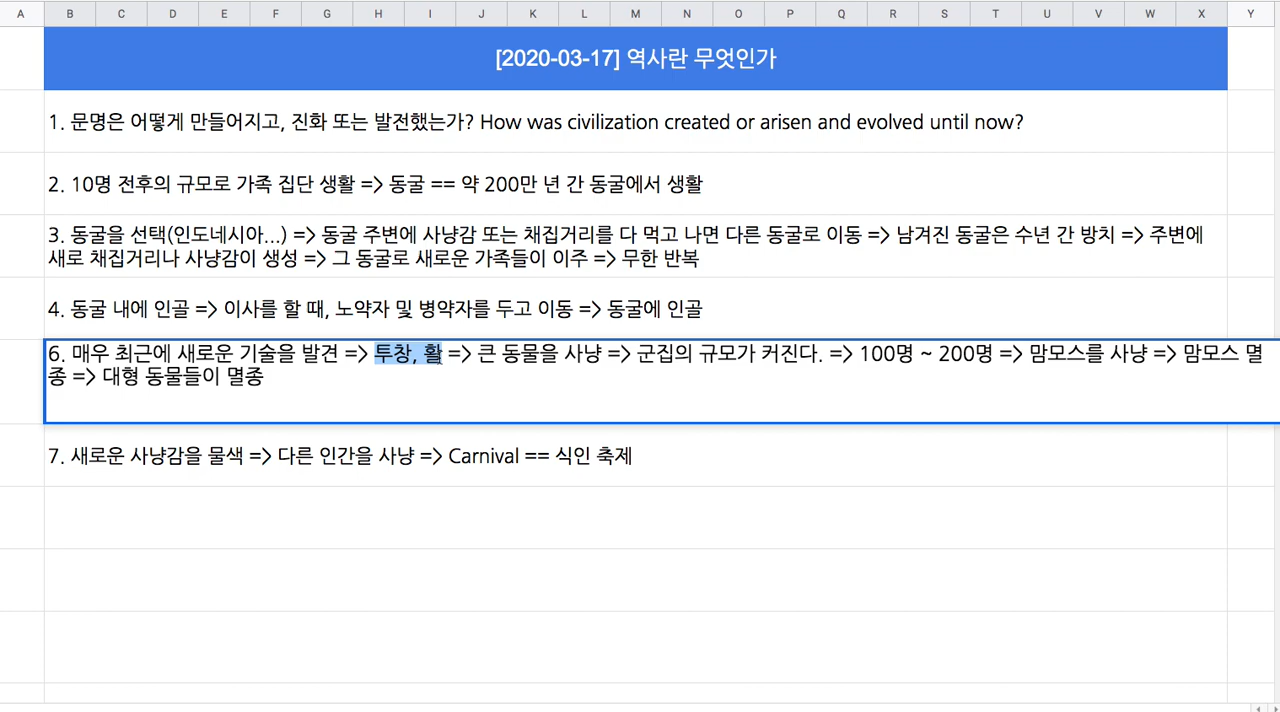 A B C D E F G H I J K L M N O P Q R S T U V W X Y
[2020-03-17] 역사란 무엇인가
1. 문명은 어떻게 만들어지고, 진화 또는 발전했는가? How was civilization created or arisen and evolved until now?
2. 10명 전후의 규모로 가족 집단 생활 => 동굴 == 약 200만 년 간 동굴에서 생활
3. 동굴을 선택(인도네시아...) => 동굴 주변에 사냥감 또는 채집거리를 다 먹고 나면 다른 동굴로 이동 => 남겨진 동굴은 수년 간 방치 => 주변에
새로 채집거리나 사냥감이 생성 => 그 동굴로 새로운 가족들이 이주 => 무한 반복
4. 동굴 내에 인골 => 이사를 할 때, 노약자 및 병약자를 두고 이동 => 동굴에 인골
6. 매우 최근에 새로운 기술을 발견 => 투창, 활 => 큰 동물을 사냥 => 군집의 규모가 커진다. => 100명 ~ 200명 => 맘모스를 사냥 => 맘모스 멸
종 => 대형 동물들이 멸종
7. 새로운 사냥감을 물색 => 다른 인간을 사냥 => Carnival == 식인 축제